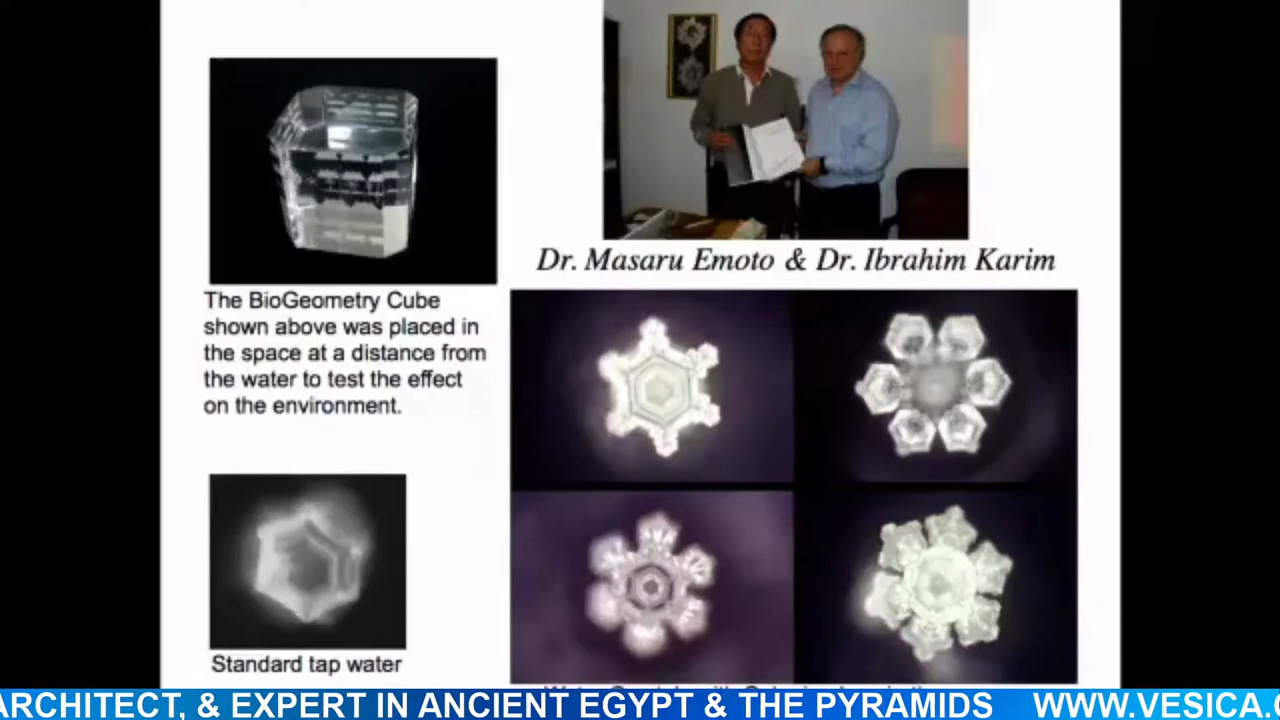 Dr. Masaru Emoto & Dr. Ibrahim Karim
The BioGeometry Cube
shown above was placed in
the space at a distance from
the water to test the effect
on the environment.
Standard tap water
ARCHITECT, & EXPERT IN ANCIENT EGYPT & THE PYRAMIDS WWW.VESICA.